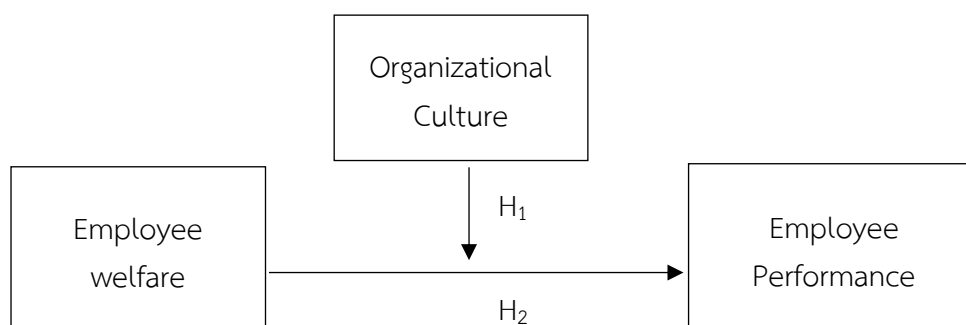 Organizational
Culture
H₁
Employee
welfare
Employee
Performance
H₂